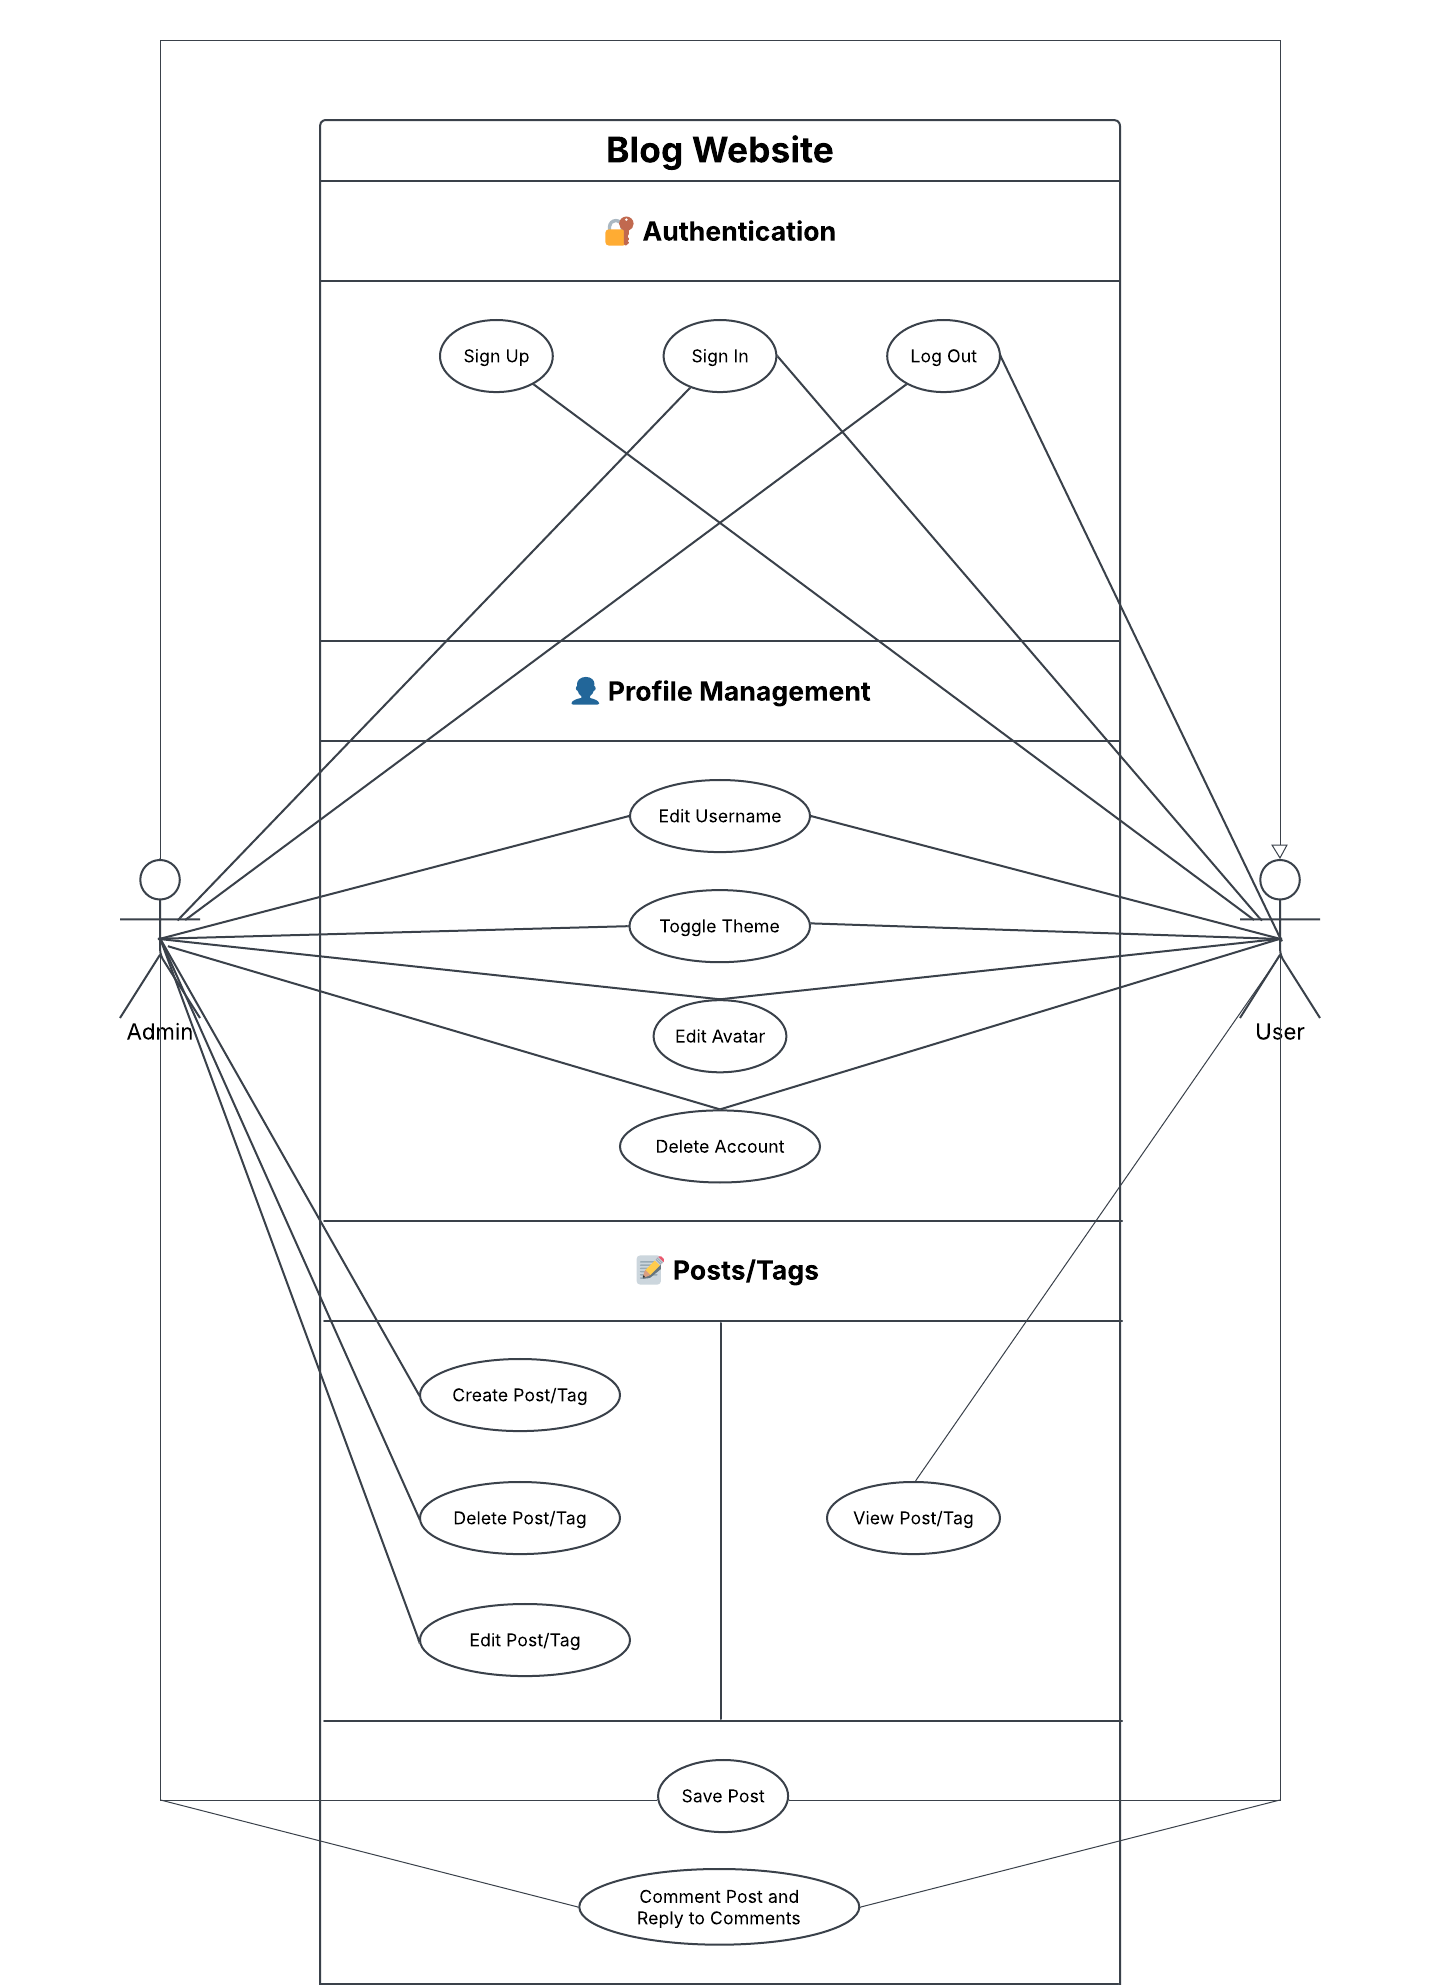 Blog Website
🔐 Authentication
Sign Up
Sign In
Log Out
👤 Profile Management
Edit Username
Toggle Theme
Edit Avatar
Admin
User
Delete Account
📝 Posts/Tags
Create Post/Tag
Delete Post/Tag
View Post/Tag
Edit Post/Tag
Save Post
Comment Post and
Reply to Comments